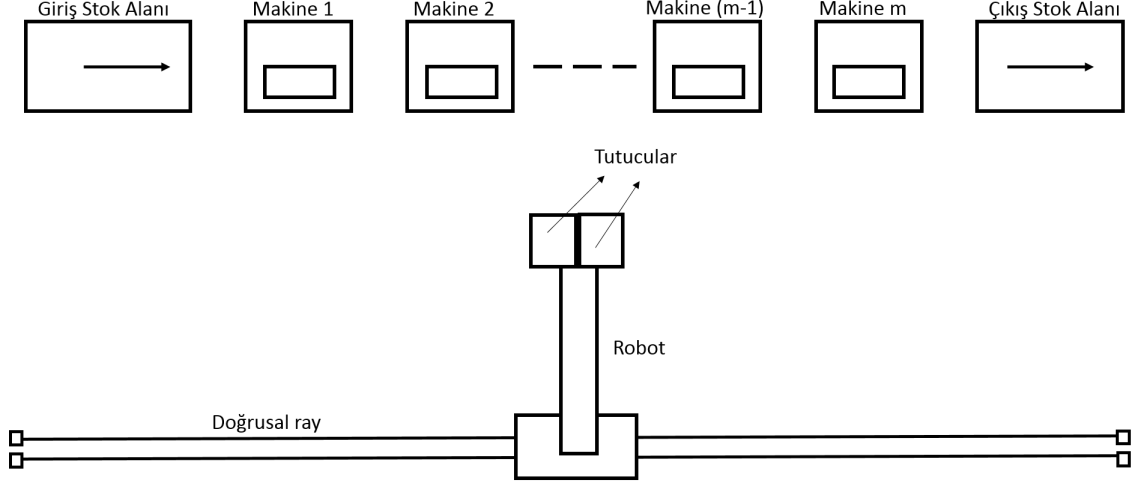 Giriş Stok Alanı
Makine 1
Makine 2
Makine (m-1)
Makine m
Çıkış Stok Alanı
Tutucular
Robot
Doğrusal ray